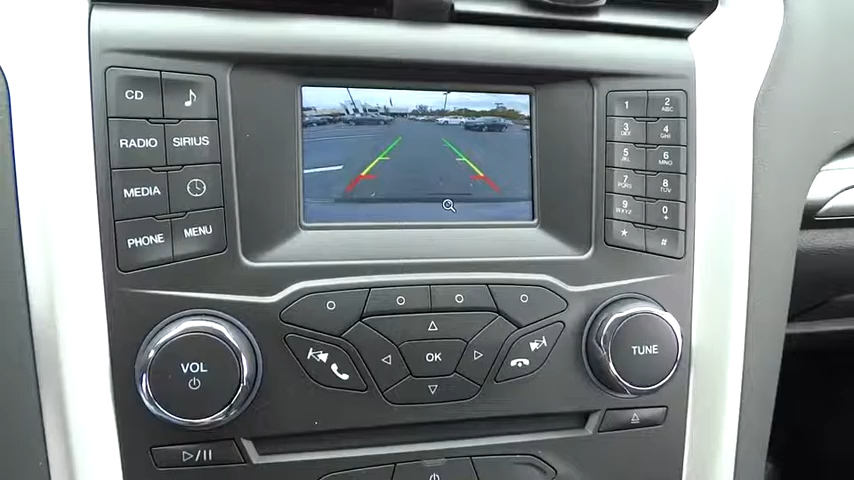 CD
RADIO SIRIUS
MEDIA
PHONE MENU
1 2 ABC
3 DEF 4 GHI
5 JKL 6 MNO
7 PQRS 8 TUV
9 WXYZ 0 +
* #
VOL
OK
TUNE